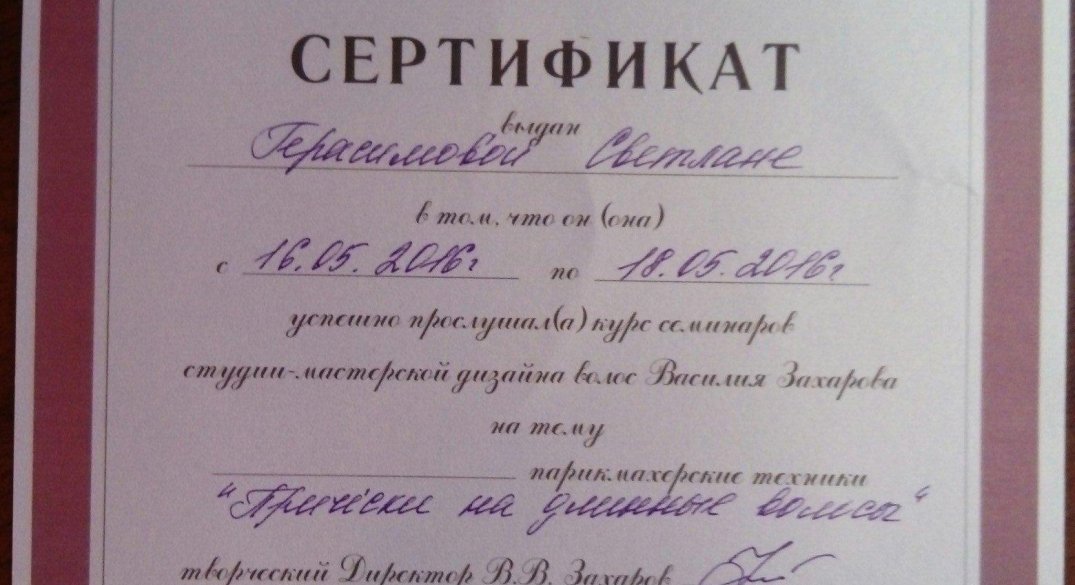 СЕРТИФИКАТ
выдан
Герасимовой Светлане
в том, что он (она)
с 16.05.2016г по 18.05.2016г
успешно прослушал(а) курс семинаров
студии-мастерской дизайна волос Василия Захарова
на тему
парикмахерские техники
"Прически на длинные волосы"
творческий Директор В.В. Захаров